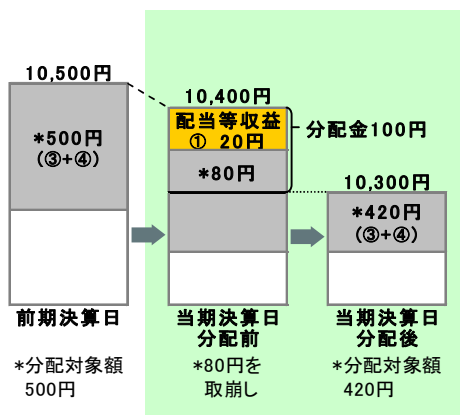 10,500円
*500円
(③+④)
前期決算日
*分配対象額
500円
10,400円
配当等収益
① 20円
*80円
分配金100円
当期決算日
分配前
*80円を
取崩し
10,300円
*420円
(③+④)
当期決算日
分配後
*分配対象額
420円